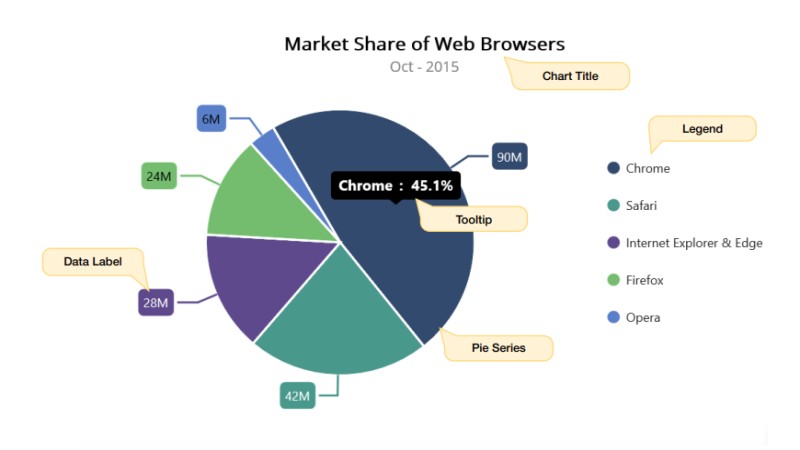 Market Share of Web Browsers
Oct - 2015
Chart Title
6M
Legend
90M
24M
Chrome
Chrome : 45.1%
Safari
Tooltip
Internet Explorer & Edge
Data Label
Firefox
28M
Opera
Pie Series
42M